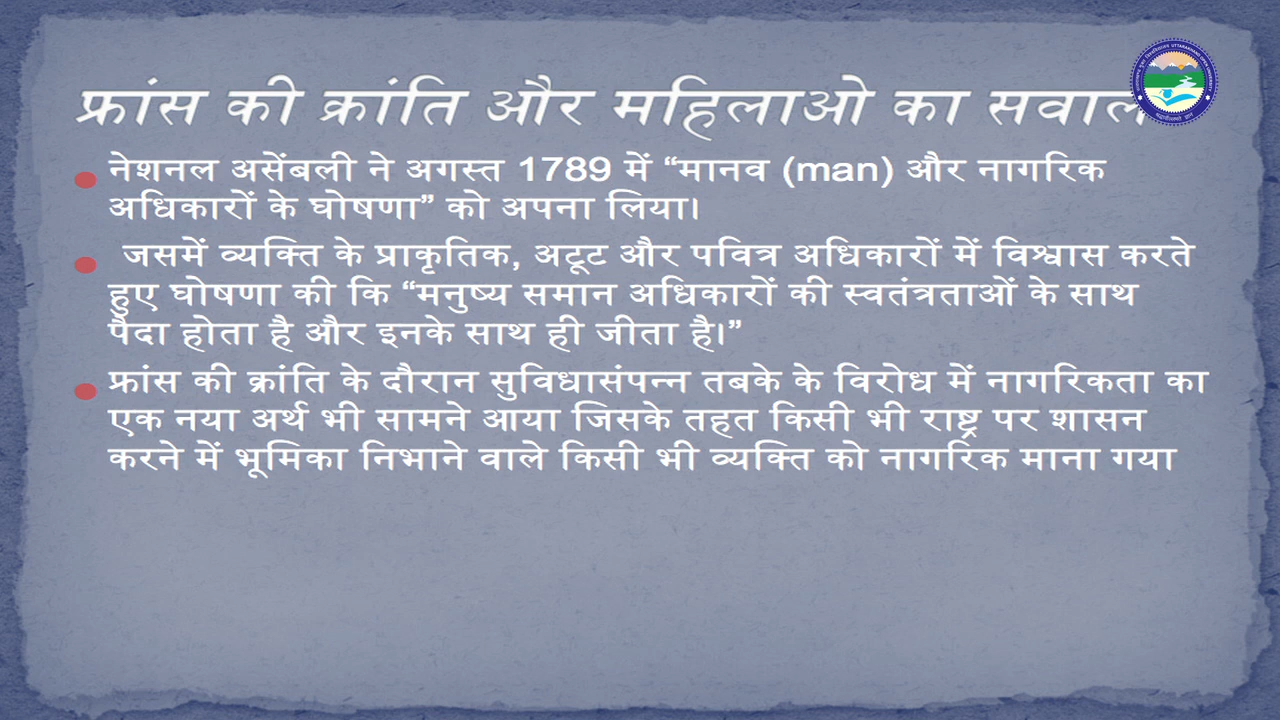 फ्रांस की क्रांति और महिलाओ का सवाल
नेशनल असेंबली ने अगस्त 1789 में “मानव (man) और नागरिक
अधिकारों के घोषणा” को अपना लिया।
जसमें व्यक्ति के प्राकृतिक, अटूट और पवित्र अधिकारों में विश्वास करते
हुए घोषणा की कि “मनुष्य समान अधिकारों की स्वतंत्रताओं के साथ
पैदा होता है और इनके साथ ही जीता है।”
फ्रांस की क्रांति के दौरान सुविधासंपन्न तबके के विरोध में नागरिकता का
एक नया अर्थ भी सामने आया जिसके तहत किसी भी राष्ट्र पर शासन
करने में भूमिका निभाने वाले किसी भी व्यक्ति को नागरिक माना गया